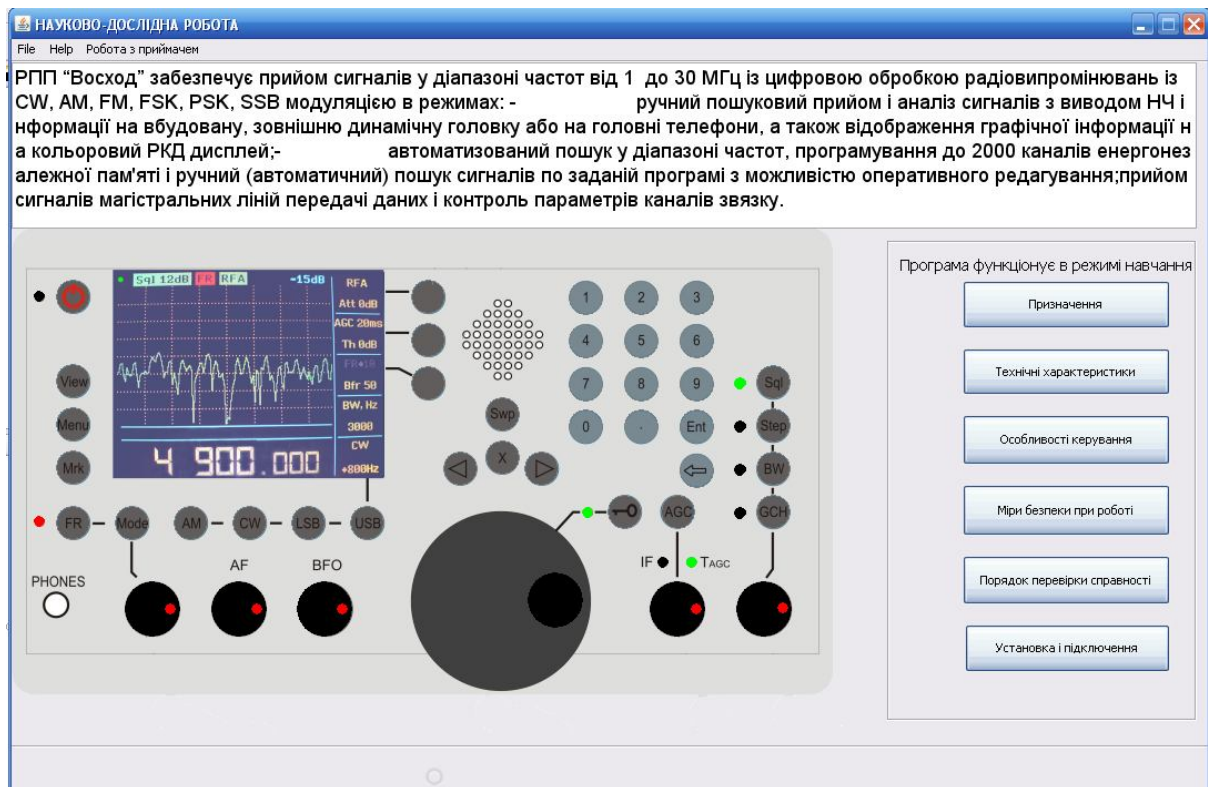 НАУКОВО-ДОСЛІДНА РОБОТА
File Help Робота з приймачем
РПП “Восход” забезпечує прийом сигналів у діапазоні частот від 1 до 30 МГц із цифровою обробкою радіовипромінювань із
CW, AM, FM, FSK, PSK, SSB модуляцією в режимах: - ручний пошуковий прийом і аналіз сигналів з виводом НЧ і
нформації на вбудовану, зовнішню динамічну головку або на головні телефони, а також відображення графічної інформації н
а кольоровий РКД дисплей;- автоматизований пошук у діапазоні частот, програмування до 2000 каналів енергонез
алежної пам'яті і ручний (автоматичний) пошук сигналів по заданій програмі з можливістю оперативного редагування;прийом
сигналів магістральних ліній передачі даних і контроль параметрів каналів звязку.
Sql 12dB FR RFA -15dB
RFA
Att 0dB
AGC 20ms
Th 0dB
FR+10
Bfr 50
BW, Hz
3000
CW
+800Hz
4 900.000
View
Menu
Mrk
FR Mode AM CW LSB USB
PHONES
AF BFO
Swp
X
1 2 3
4 5 6
7 8 9
0 . Ent
Sql
Step
BW
GCH
AGC
IF TAGC
Програма функціонує в режимі навчання
Призначення
Технічні характеристики
Особливості керування
Міри безпеки при роботі
Порядок перевірки справності
Установка і підключення